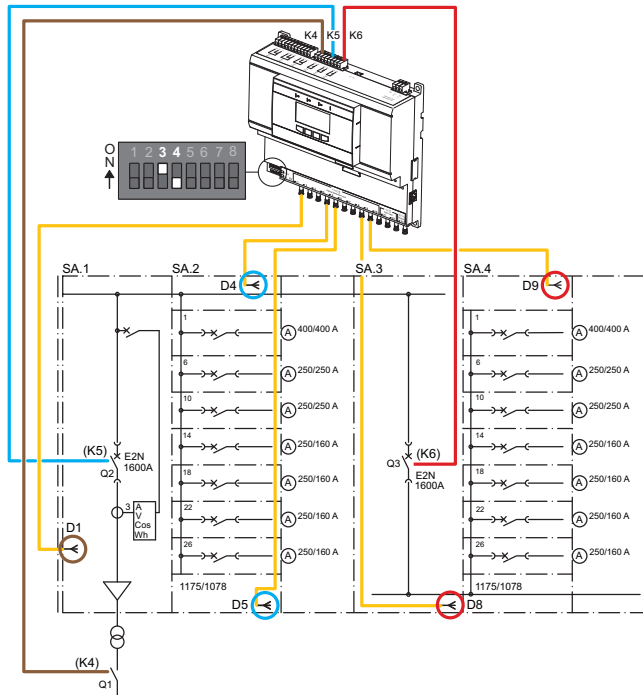 K4 K5 K6
O
N
1 2 3 4 5 6 7 8
SA.1
SA.2
D4
SA.3
SA.4
D9
1
400/400 A
A
6
250/250 A
A
10
250/250 A
A
14
250/160 A
A
18
250/160 A
A
22
250/160 A
A
26
250/160 A
A
1175/1078
D5
(K5)
E2N
1600A
Q2
3
A
V
Cos
Wh
D1
(K4)
Q1
Q3
(K6)
E2N
1600A
D8
1
400/400 A
A
6
250/250 A
A
10
250/250 A
A
14
250/160 A
A
18
250/160 A
A
22
250/160 A
A
26
250/160 A
A
1175/1078